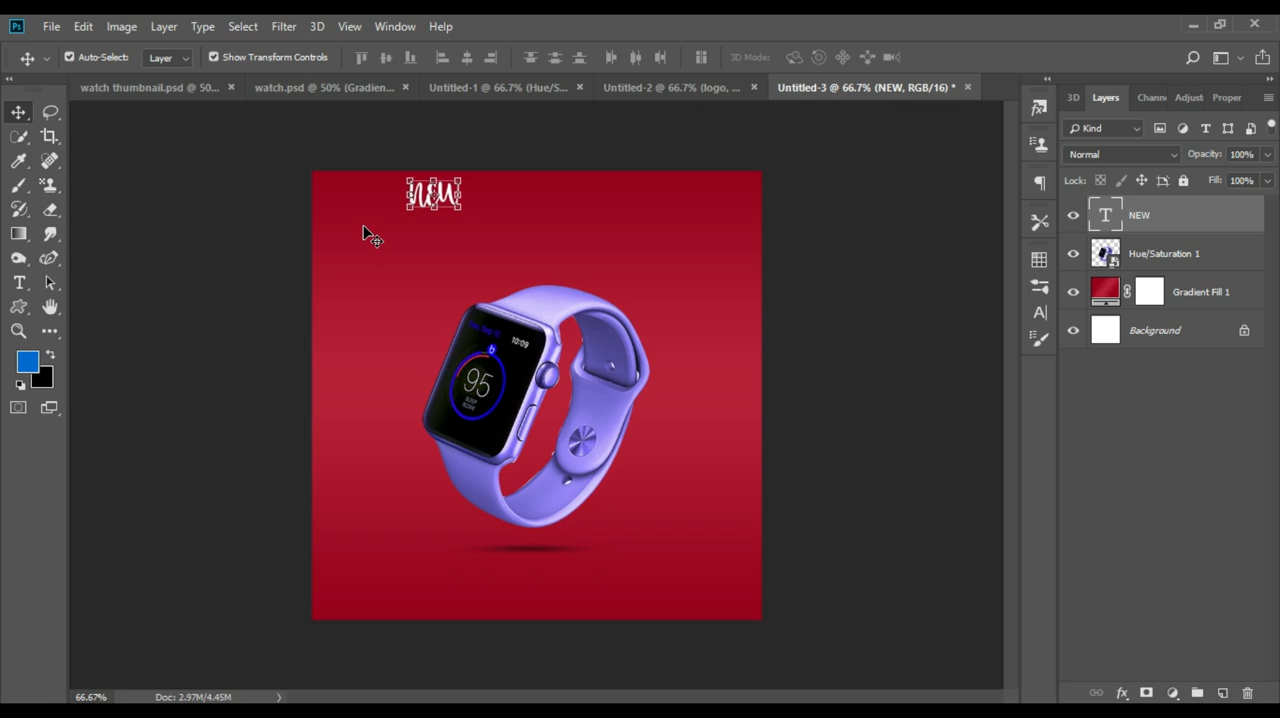 Ps File Edit Image Layer Type Select Filter 3D View Window Help
Auto-Select: Layer Show Transform Controls 3D Mode:
watch thumbnail.psd @ 50... × watch.psd @ 50% (Gradien... × Untitled-1 @ 66.7% (Hue/S... × Untitled-2 @ 66.7% (logo, ... × Untitled-3 @ 66.7% (NEW, RGB/16) * ×
3D Layers Chann Adjust Proper
Kind
Normal Opacity: 100%
Lock: Fill: 100%
NEW
Hue/Saturation 1
Gradient Fill 1
Background
NEW
10:09
95
SLEEP
SCORE
66.67% Doc: 2.97M/4.45M